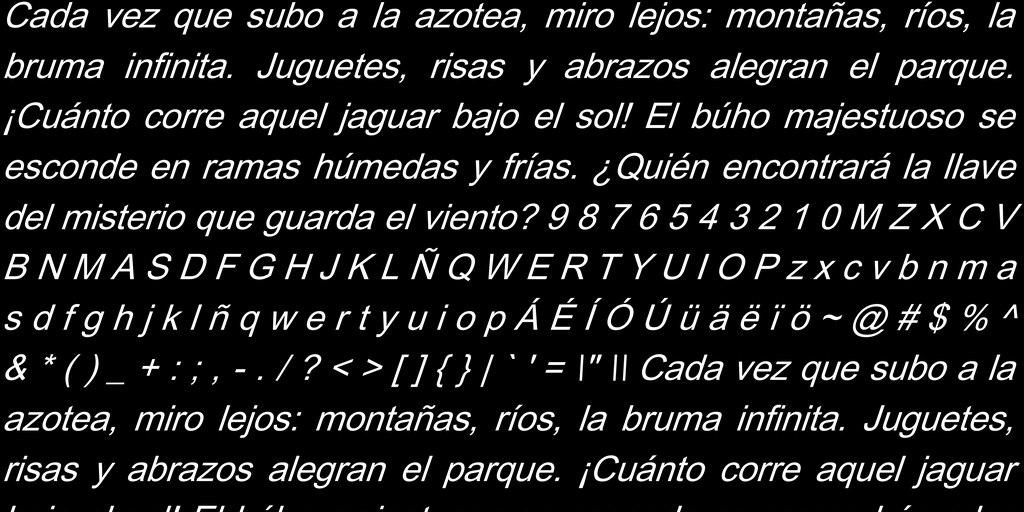 Cada vez que subo a la azotea, miro lejos: montañas, ríos, la
bruma infinita. Juguetes, risas y abrazos alegran el parque.
¡Cuánto corre aquel jaguar bajo el sol! El búho majestuoso se
esconde en ramas húmedas y frías. ¿Quién encontrará la llave
del misterio que guarda el viento? 9 8 7 6 5 4 3 2 1 0 M Z X C V
B N M A S D F G H J K L Ñ Q W E R T Y U I O P z x c v b n m a
s d f g h j k l ñ q w e r t y u i o p Á É Í Ó Ú ü ä ë ï ö ~ @ # $ % ^
& * ( ) _ + : ; , - . / ? < > [ ] { } | ` ' = \" \\ Cada vez que subo a la
azotea, miro lejos: montañas, ríos, la bruma infinita. Juguetes,
risas y abrazos alegran el parque. ¡Cuánto corre aquel jaguar